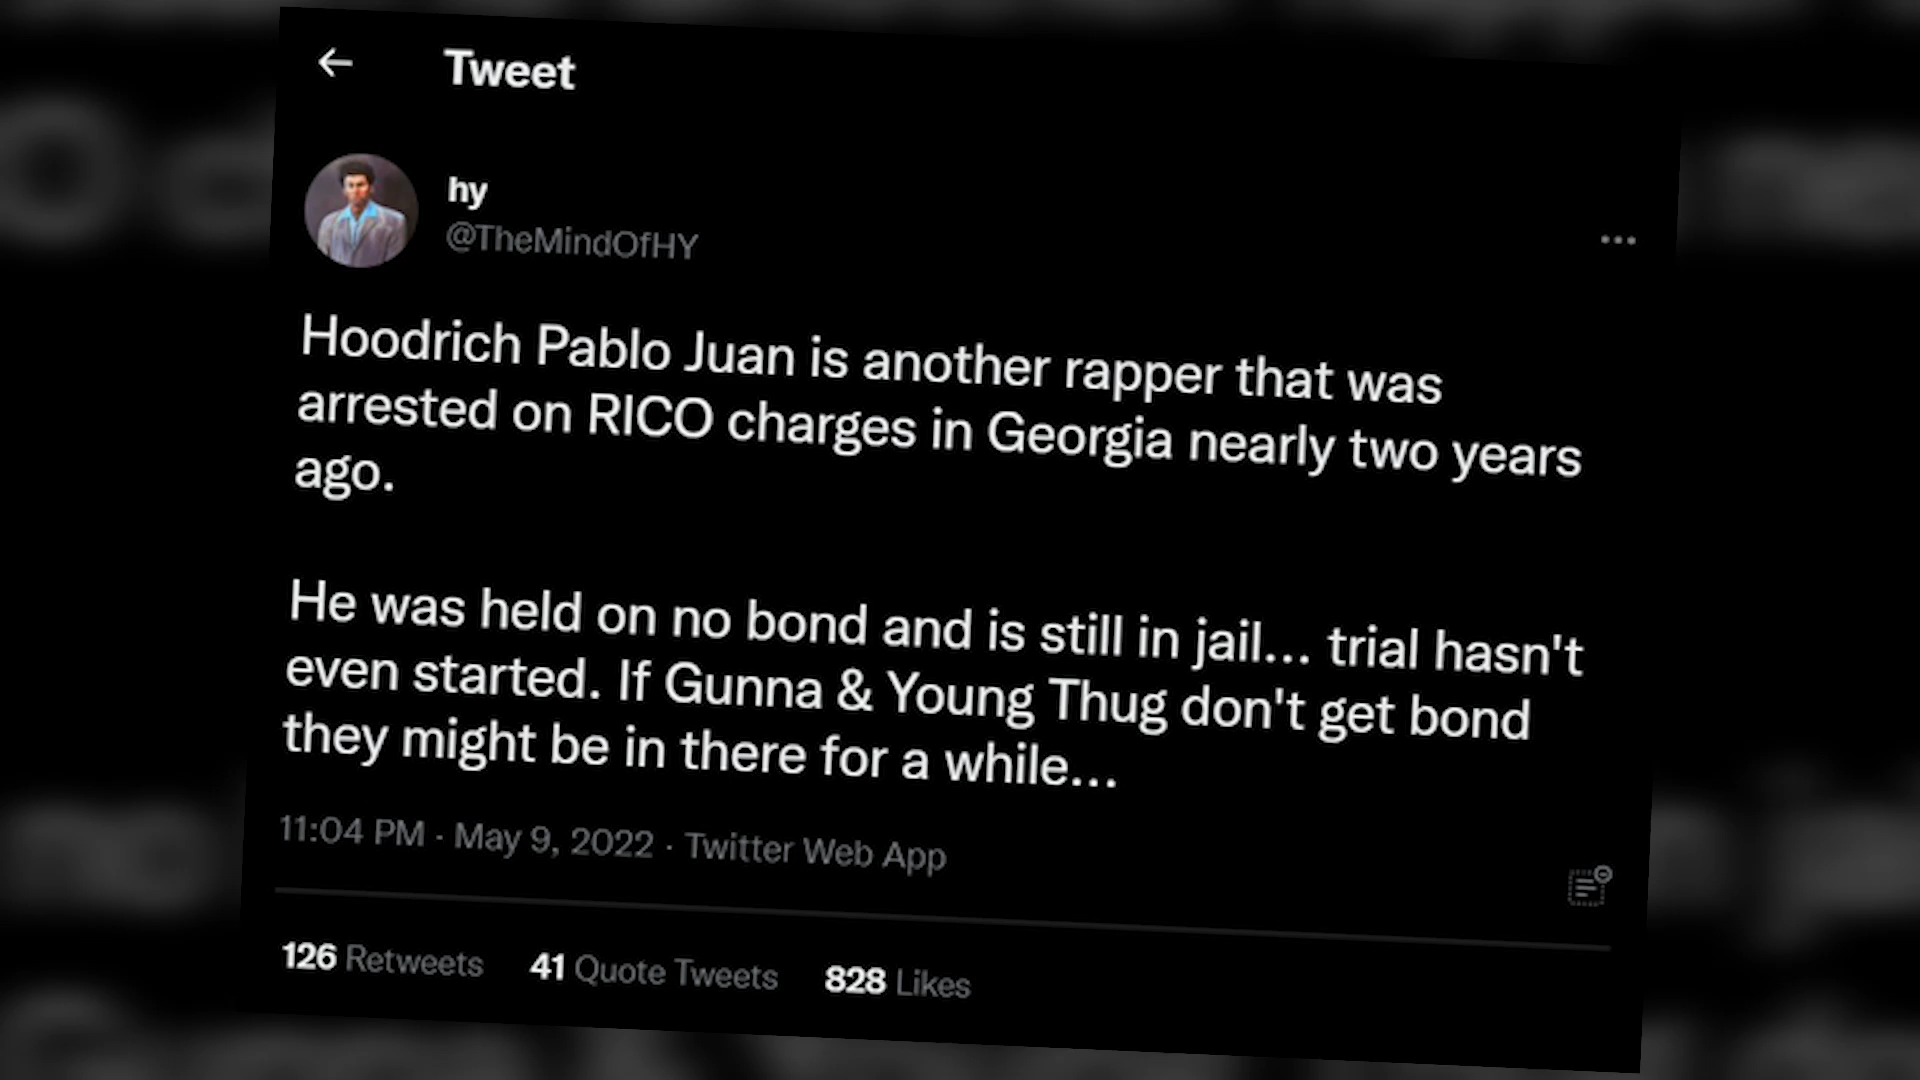 Tweet
hy
@TheMindOfHY
Hoodrich Pablo Juan is another rapper that was
arrested on RICO charges in Georgia nearly two years
ago.
He was held on no bond and is still in jail... trial hasn't
even started. If Gunna & Young Thug don't get bond
they might be in there for a while...
11:04 PM · May 9, 2022 · Twitter Web App
126 Retweets 41 Quote Tweets 828 Likes